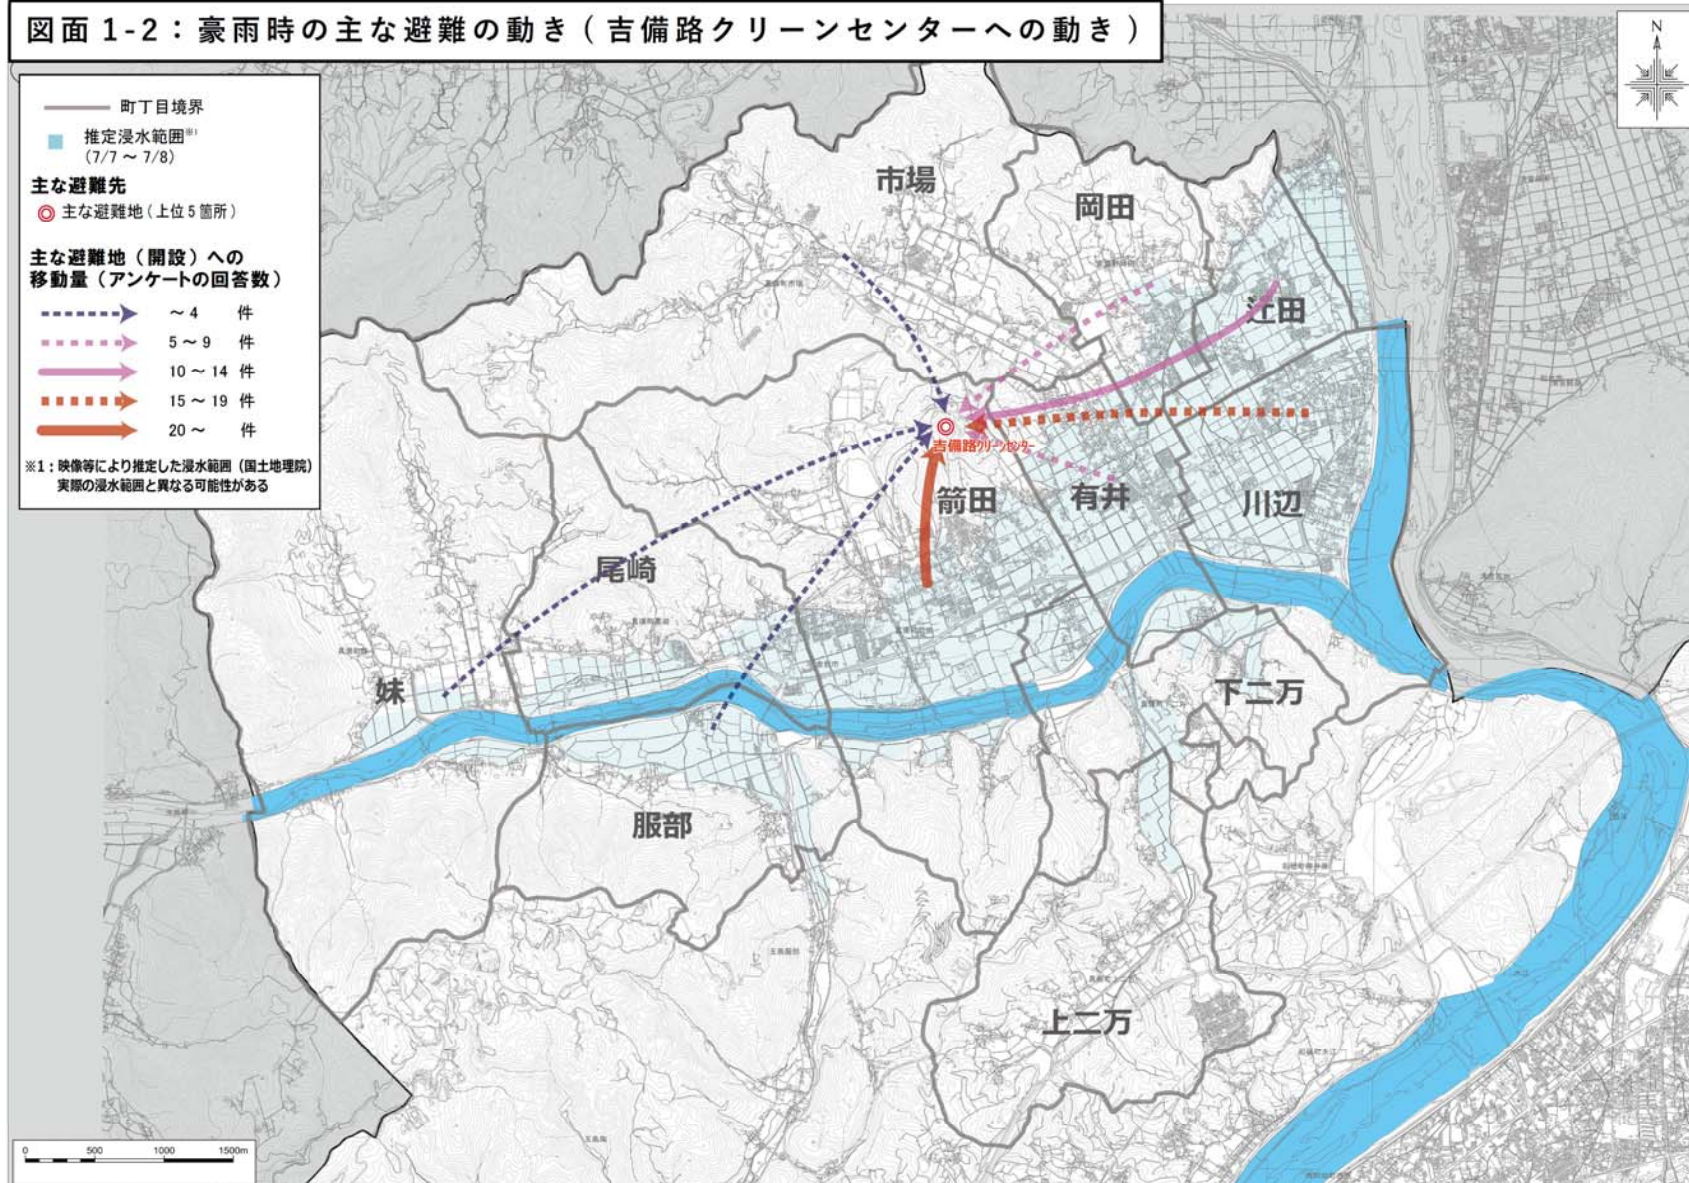 図面 1-2：豪雨時の主な避難の動き（吉備路クリーンセンターへの動き）
N
町丁目境界
推定浸水範囲※1
(7/7 ～ 7/8)
主な避難先
主な避難地（上位5箇所）
主な避難地（開設）への
移動量（アンケートの回答数）
～ 4 件
5 ～ 9 件
10 ～ 14 件
15 ～ 19 件
20 ～ 件
※1：映像等により推定した浸水範囲（国土地理院）
実際の浸水範囲と異なる可能性がある
市場
岡田
辻田
吉備路クリーンセンター
箭田
有井
川辺
尾崎
妹
下二万
服部
上二万
0 500 1000 1500m